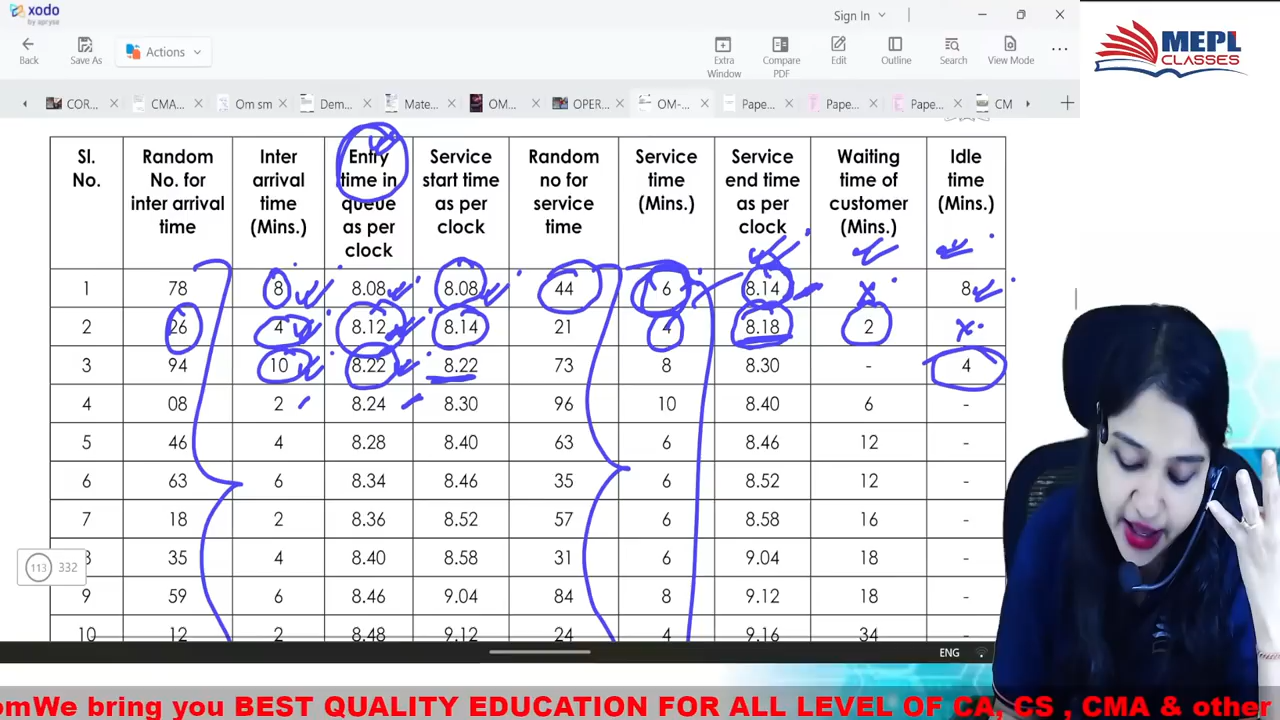 xodo
by apryse
Sign In
Back
Save As
Actions
Extra
Window
Compare
PDF
Edit
Outline
Search
View Mode
MEPL
CLASSES
COR...
CMA...
Om sm
Dem...
Mate...
OM...
OPER...
OM-...
Pape...
Pape...
Pape...
CM
Sl. No. Random No. for inter arrival time Inter arrival time (Mins.) Entry time in queue as per clock Service start time as per clock Random no for service time Service time (Mins.) Service end time as per clock Waiting time of customer (Mins.) Idle time (Mins.)
1 78 8 8.08 8.08 44 6 8.14 x 8
2 26 4 8.12 8.14 21 4 8.18 2 x
3 94 10 8.22 8.22 73 8 8.30 - 4
4 08 2 8.24 8.30 96 10 8.40 6 -
5 46 4 8.28 8.40 63 6 8.46 12 -
6 63 6 8.34 8.46 35 6 8.52 12 -
7 18 2 8.36 8.52 57 6 8.58 16 -
8 35 4 8.40 8.58 31 6 9.04 18 -
9 59 6 8.46 9.04 84 8 9.12 18 -
10 12 2 8.48 9.12 24 4 9.16 34 -
113 332
ENG
omWe bring you BEST QUALITY EDUCATION FOR ALL LEVEL OF CA, CS , CMA & other